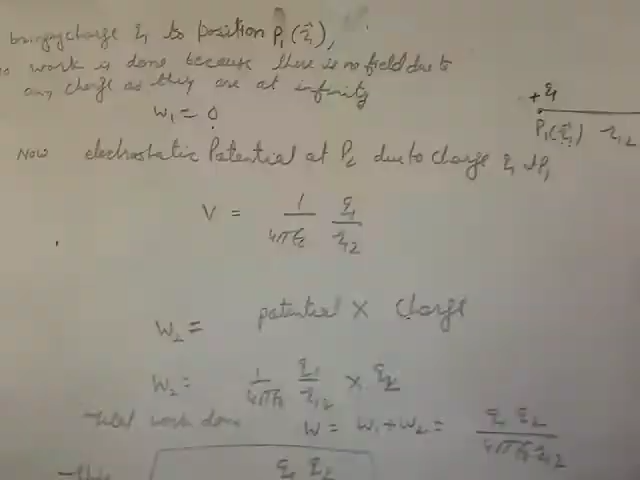 bringing charge q1 to position P1(r⃗1),
no work is done because there is no field due to
any charge as they are at infinity
W1 = 0
+q1
P1(r⃗1) r12
Now electrostatic Potential at P2 due to charge q1 at P1
V = 1/4πε0 q1/r12
W2 = potential × charge
W2 = 1/4πε0 q1/r12 × q2
Total work done W = W1 + W2 = q1 q2/4πε0 r12
q1 q2